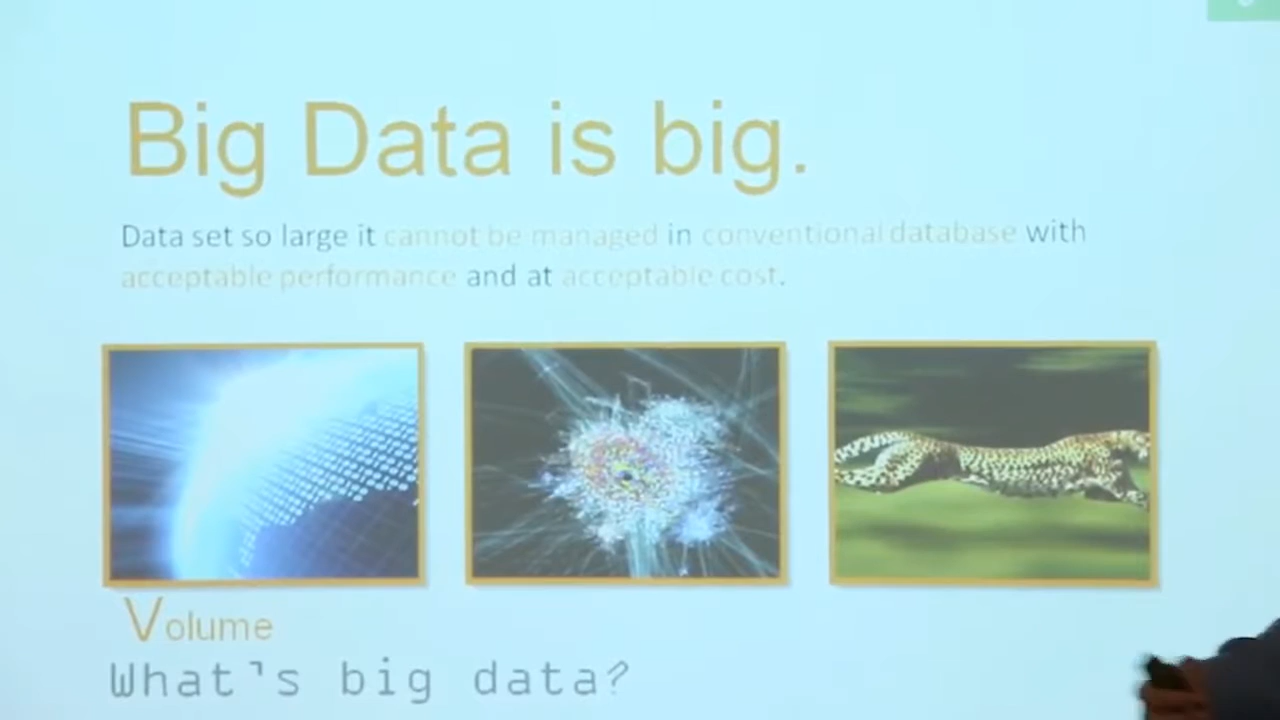 Big Data is big.
Data set so large it cannot be managed in conventional database with
acceptable performance and at acceptable cost.
Volume
What's big data?